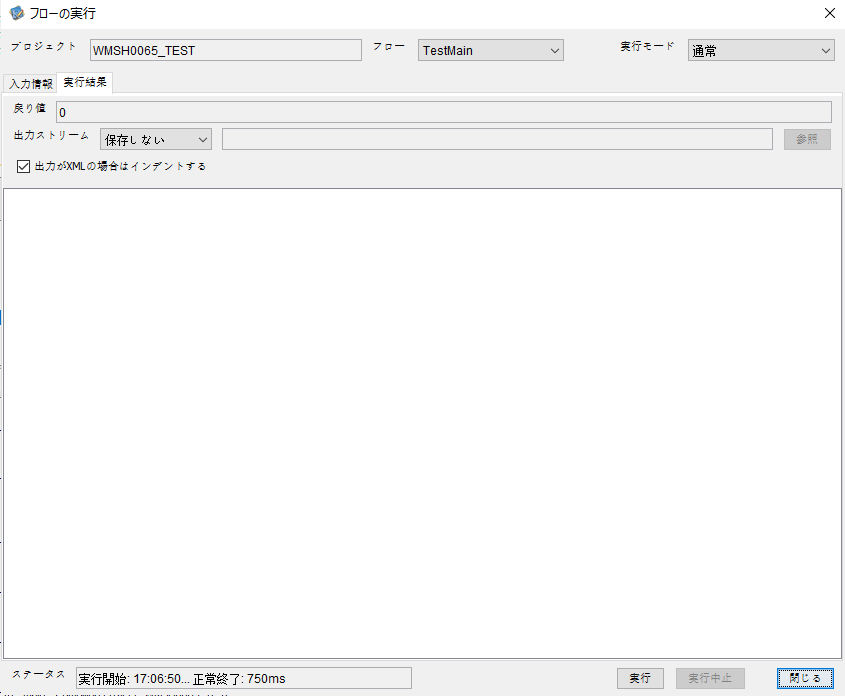 フローの実行
プロジェクト WMSH0065_TEST フロー TestMain 実行モード 通常
入力情報 実行結果
戻り値 0
出力ストリーム 保存しない 参照
出力がXMLの場合はインデントする
ステータス 実行開始: 17:06:50... 正常終了: 750ms 実行 実行中止 閉じる